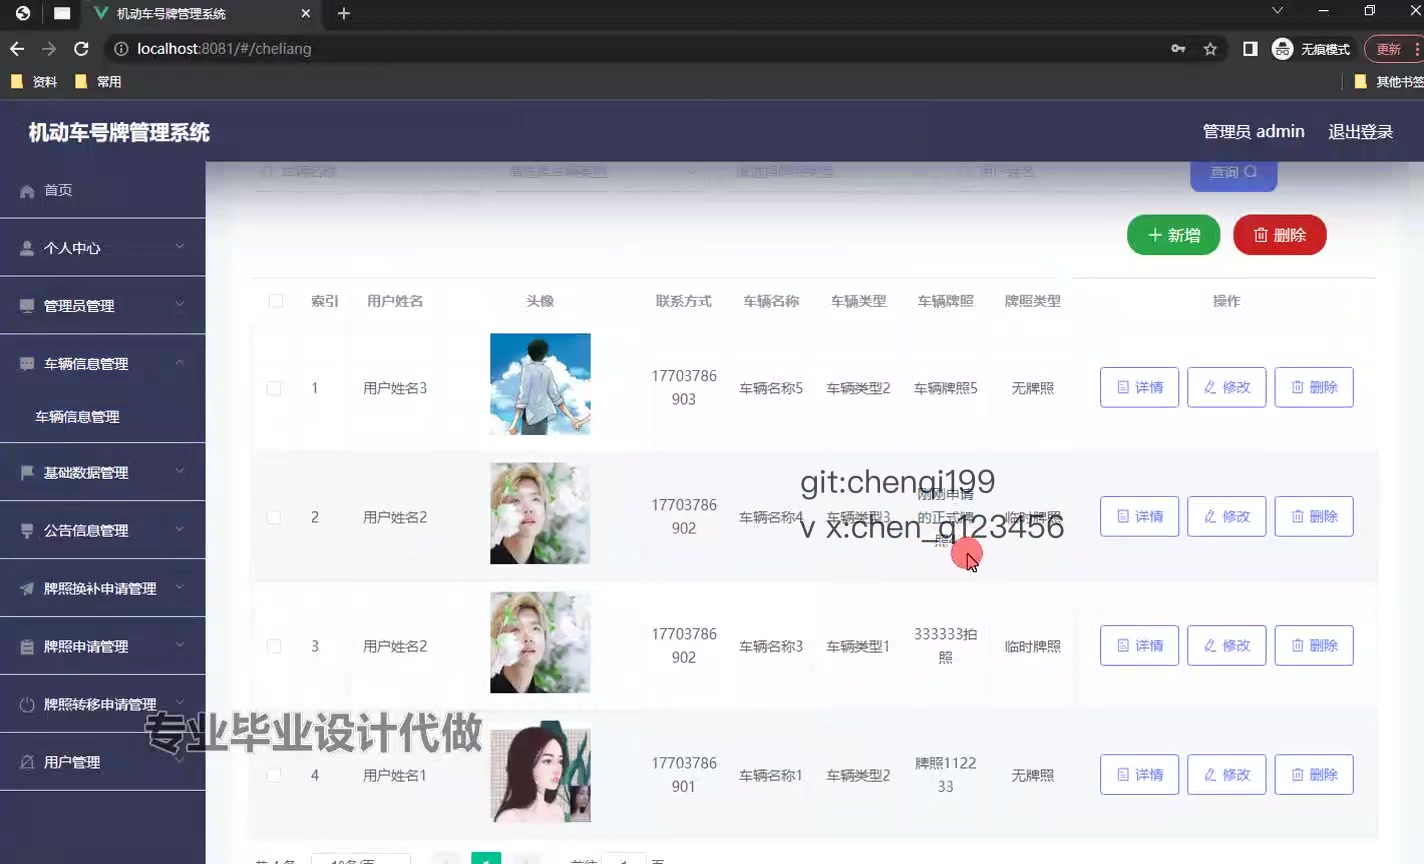 机动车号牌管理系统
localhost:8081/#/cheliang
无痕模式
更新
资料
常用
其他书签
机动车号牌管理系统
管理员 admin
退出登录
首页
个人中心
管理员管理
车辆信息管理
车辆信息管理
基础数据管理
公告信息管理
牌照换补申请管理
牌照申请管理
牌照转移申请管理
用户管理
车辆名称
查询
新增
删除
索引 用户姓名 头像 联系方式 车辆名称 车辆类型 车辆牌照 牌照类型 操作
1 用户姓名3 17703786903 车辆名称5 车辆类型2 车辆牌照5 无牌照 详情 修改 删除
2 用户姓名2 17703786902 车辆名称4 车辆类型3 刚刚申请的正式牌照 临时牌照 详情 修改 删除
3 用户姓名2 17703786902 车辆名称3 车辆类型1 333333拍照 临时牌照 详情 修改 删除
4 用户姓名1 17703786901 车辆名称1 车辆类型2 牌照112233 无牌照 详情 修改 删除
git:chenqi199
v x:chen_q123456
专业毕业设计代做